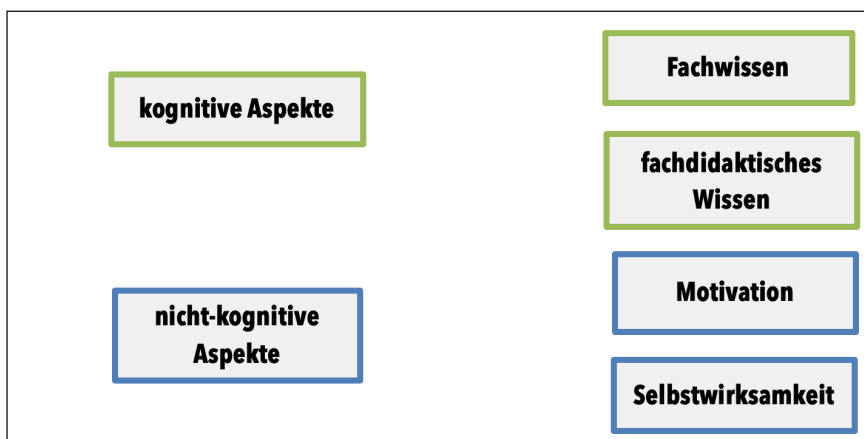 kognitive Aspekte
nicht-kognitive
Aspekte
Fachwissen
fachdidaktisches
Wissen
Motivation
Selbstwirksamkeit